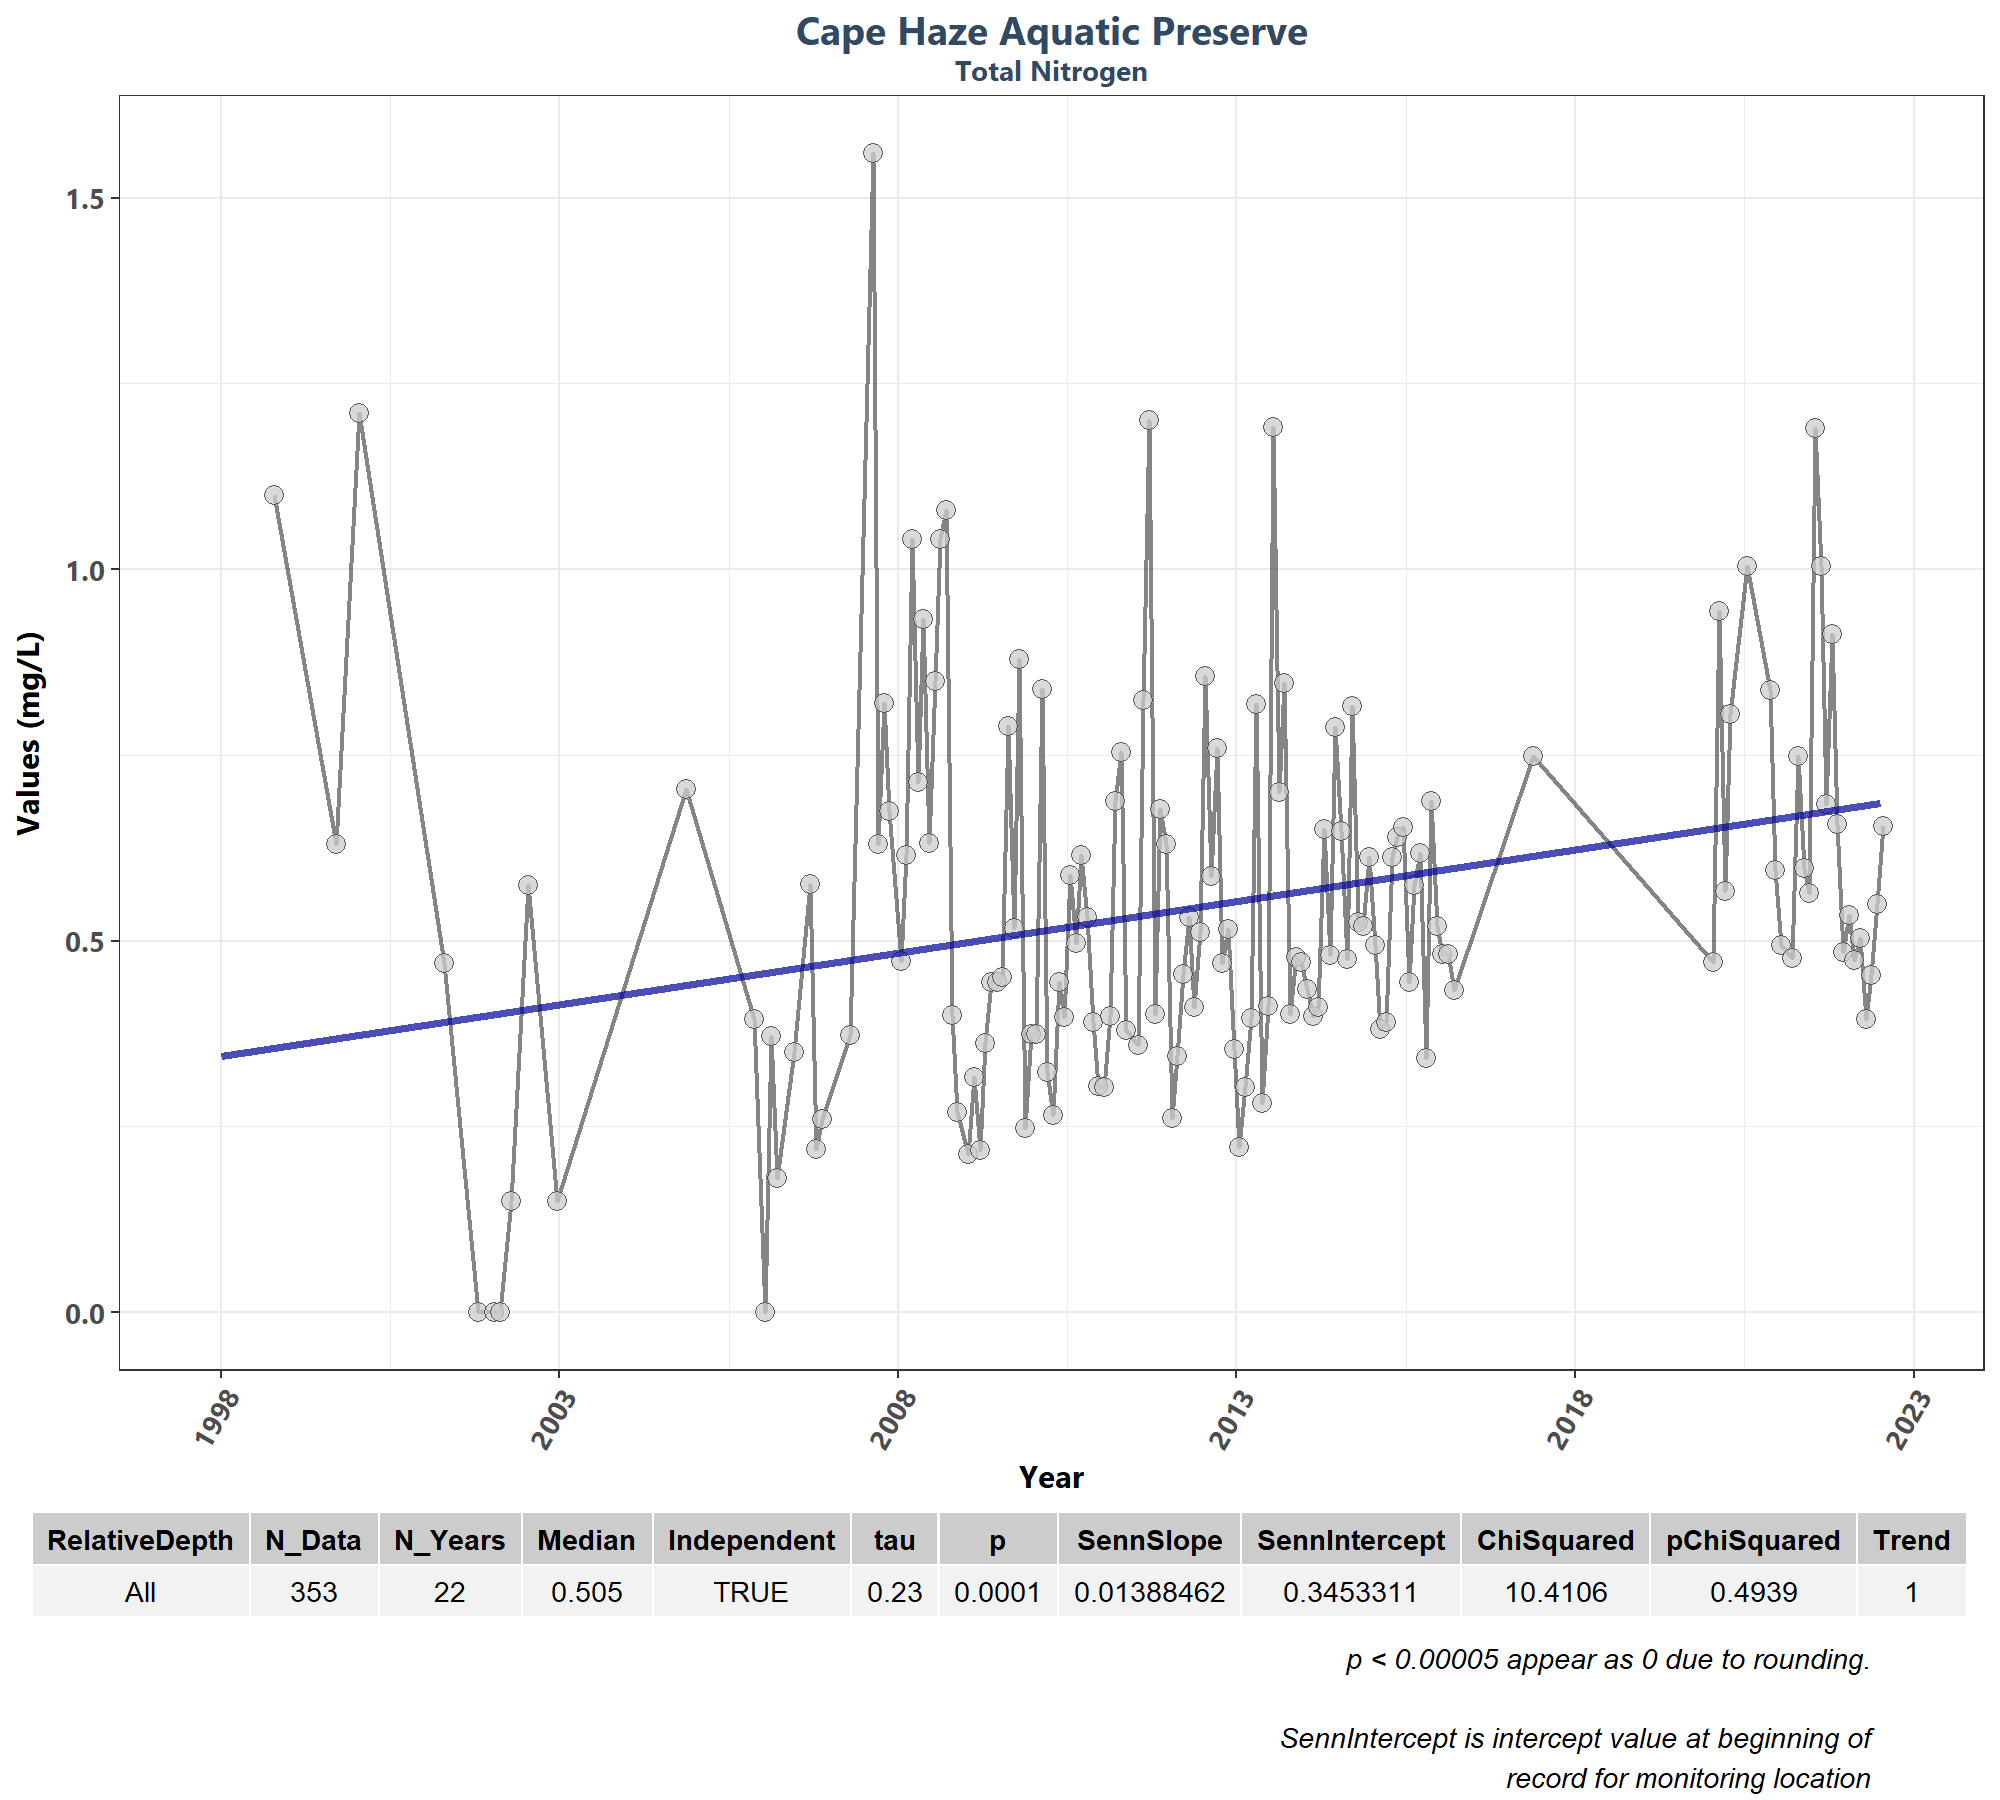 Cape Haze Aquatic Preserve
Total Nitrogen
Values (mg/L)
1.5
1.0
0.5
0.0
1998 2003 2008 2013 2018 2023
Year
RelativeDepth N_Data N_Years Median Independent tau p SennSlope SennIntercept ChiSquared pChiSquared Trend
All 353 22 0.505 TRUE 0.23 0.0001 0.01388462 0.3453311 10.4106 0.4939 1
p < 0.00005 appear as 0 due to rounding.
SennIntercept is intercept value at beginning of
record for monitoring location